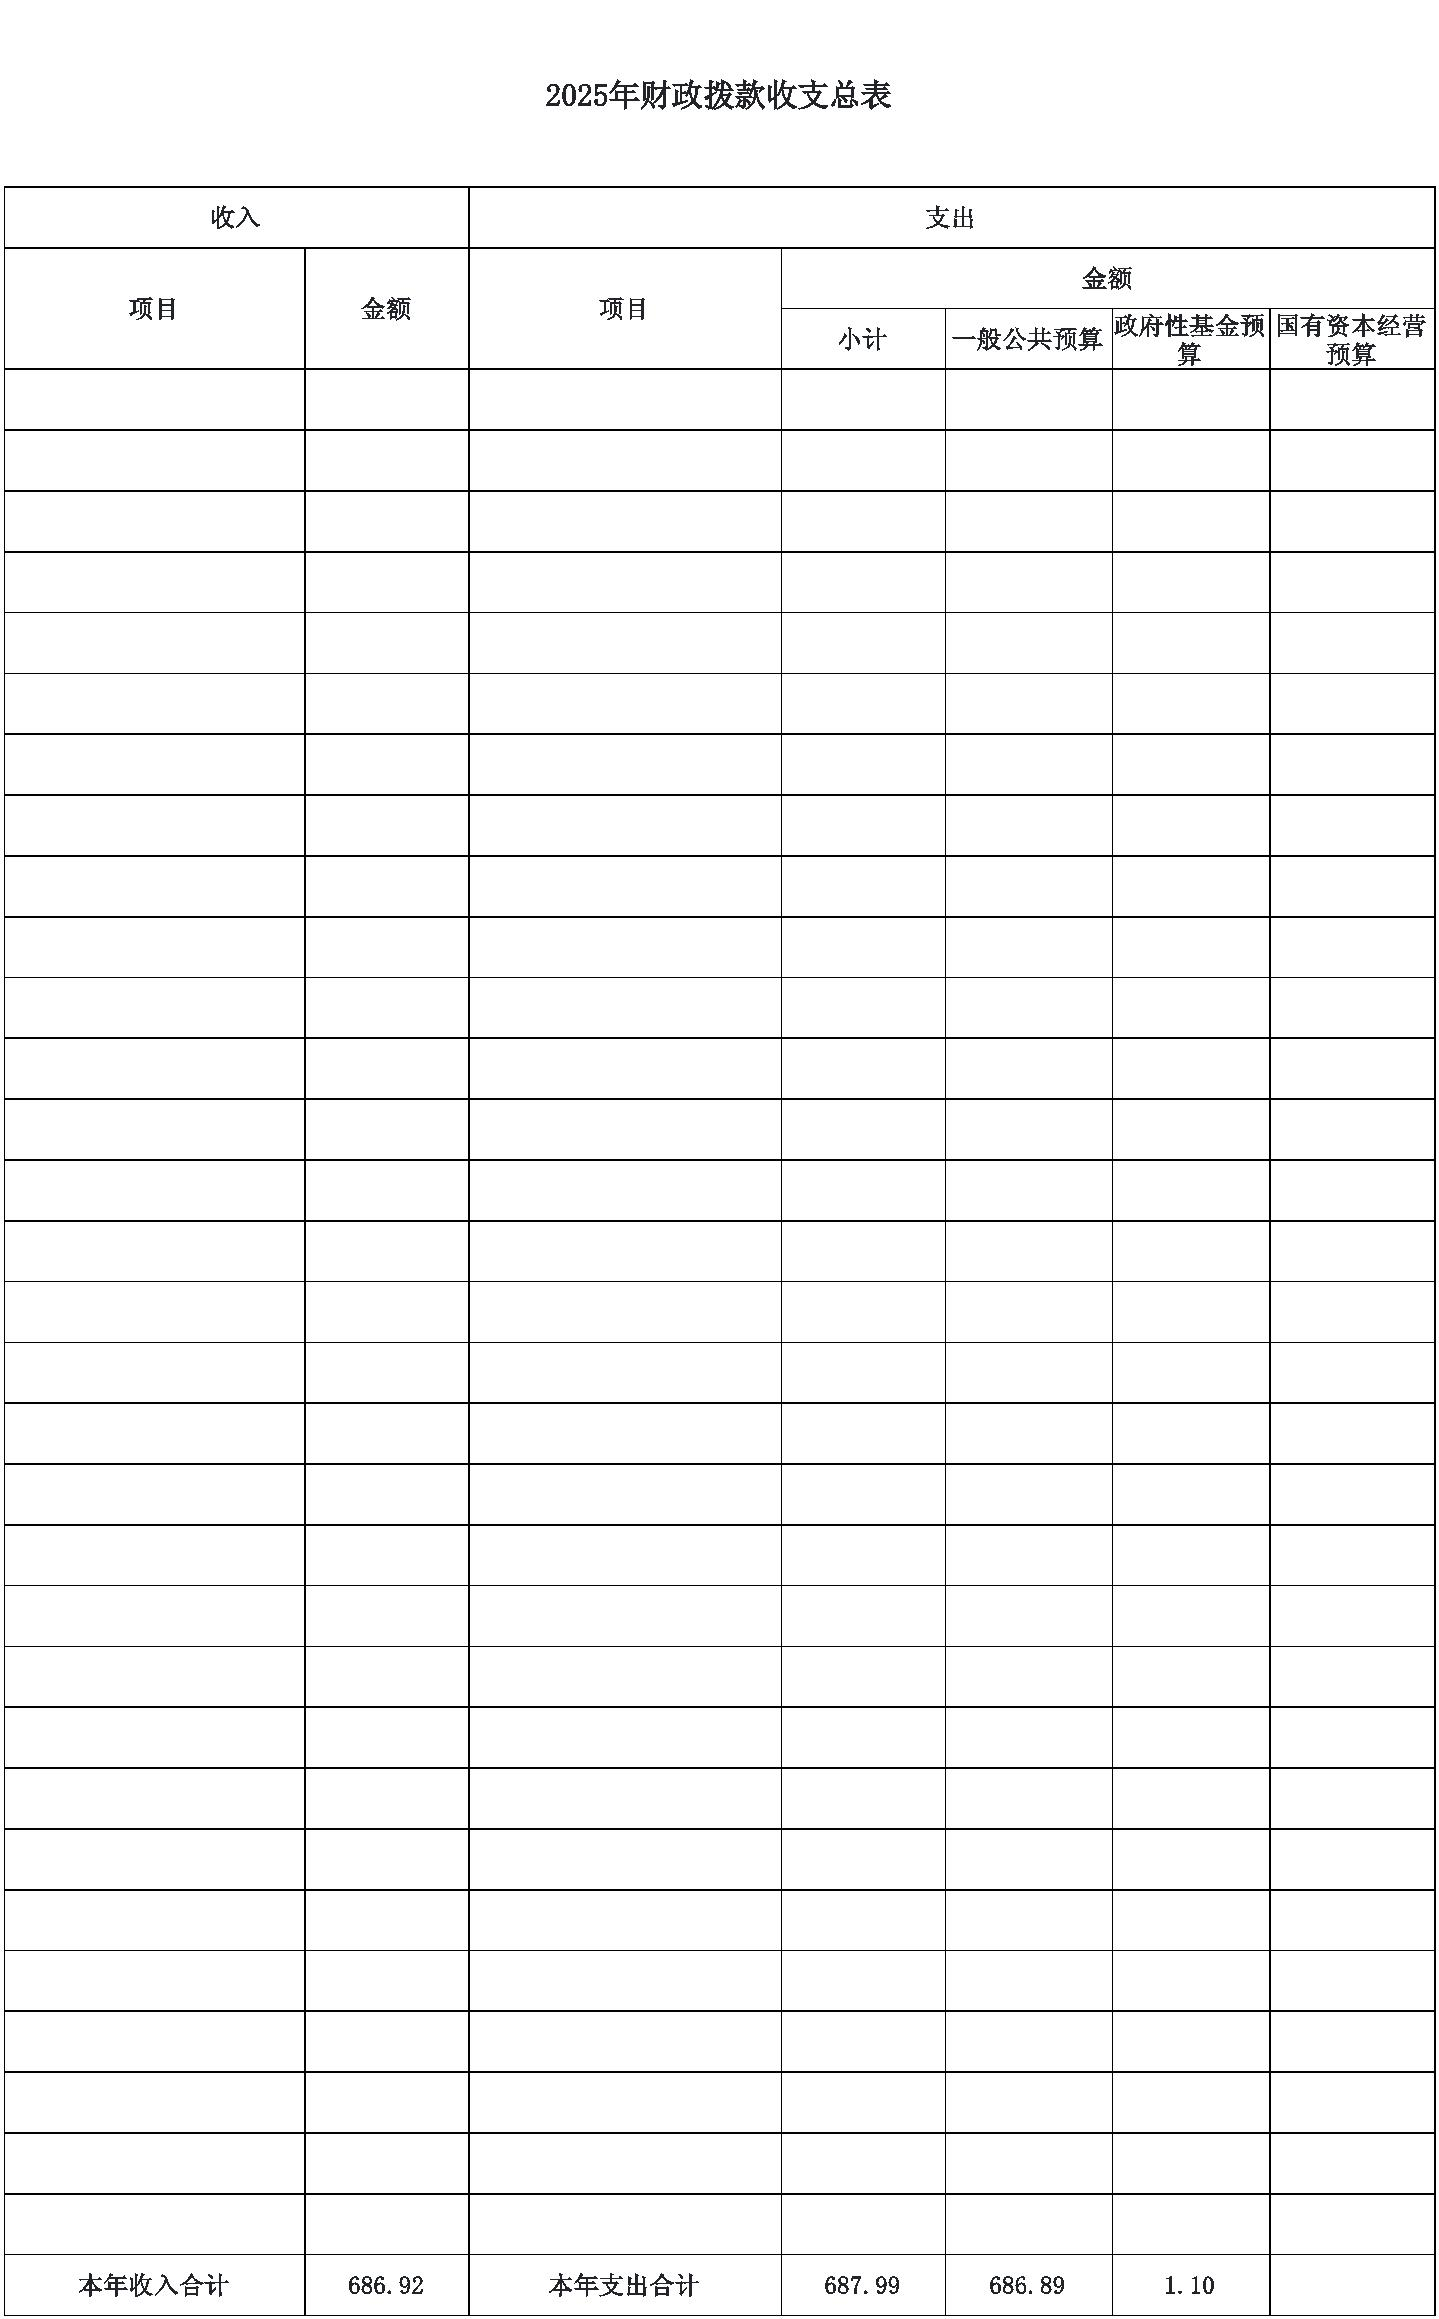 2025年财政拨款收支总表
收入 支出
项目 金额 项目 金额
小计 一般公共预算 政府性基金预算 国有资本经营预算
本年收入合计 686.92 本年支出合计 687.99 686.89 1.10